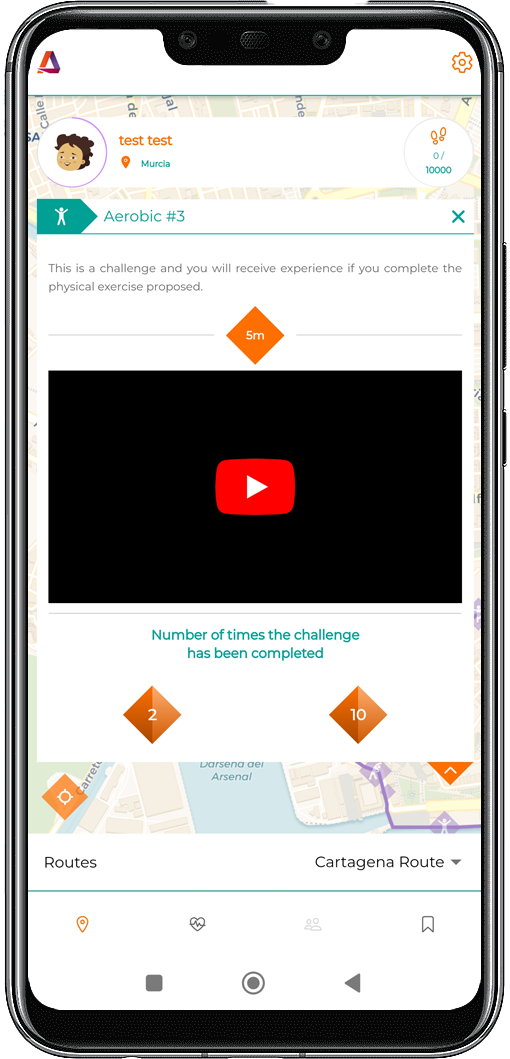 test test
Murcia
0 /
10000
Aerobic #3
This is a challenge and you will receive experience if you complete the
physical exercise proposed.
5m
Number of times the challenge
has been completed
2
10
Darsena del
Arsenal
Routes
Cartagena Route